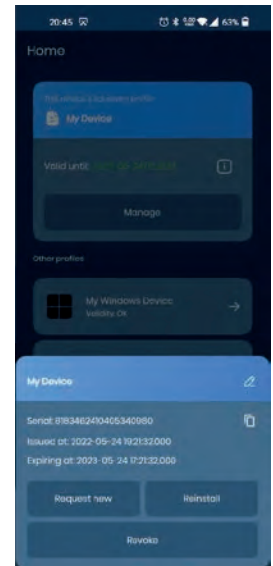 20:45
63%
Home
My Device
Valid until:
Manage
Other profiles
My Windows Device
Validity Ok
My Device
Serial: 8183462410405340980
Issued at: 2022-05-24 19:21:32.000
Expiring at: 2023-05-24 17:21:32.000
Request new
Reinstall
Revoke